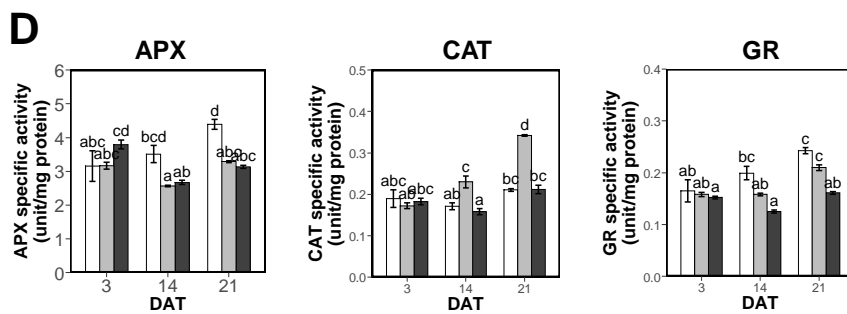 D
APX
APX specific activity
(unit/mg protein)
6
5
4
3
2
1
0
abc
abc
cd
bcd
a
ab
d
abc
abc
3
14
21
DAT
CAT
CAT specific activity
(unit/mg protein)
0.5
0.4
0.3
0.2
0.1
0.0
abc
ab
abc
ab
c
a
bc
d
bc
3
14
21
DAT
GR
GR specific activity
(unit/mg protein)
0.4
0.3
0.2
0.1
0.0
ab
ab
a
bc
ab
a
c
c
ab
3
14
21
DAT